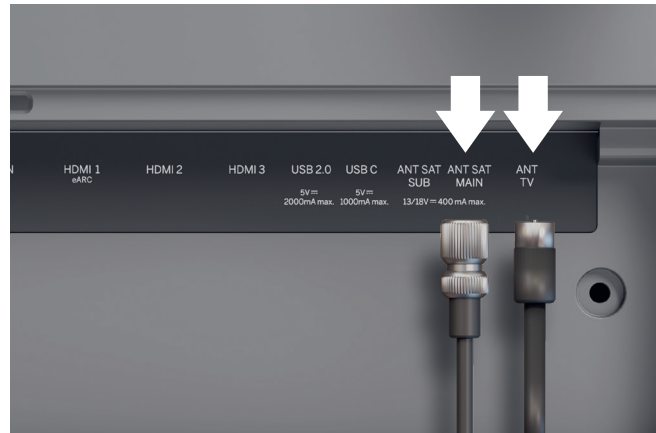 N
HDMI 1
eARC
HDMI 2
HDMI 3
USB 2.0
5V⎓
2000mA max.
USB C
5V⎓
1000mA max.
ANT SAT
SUB
ANT SAT
MAIN
13/18V⎓400 mA max.
ANT
TV